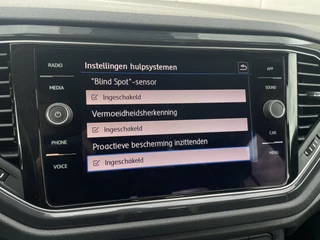 Instellingen hulpsystemen
RADIO
MEDIA
PHONE
VOICE
"Blind Spot"-sensor
Ingeschakeld
Vermoeidheidsherkenning
Ingeschakeld
Proactieve bescherming inzittenden
Ingeschakeld
APP
SOUND
CAR
MENU